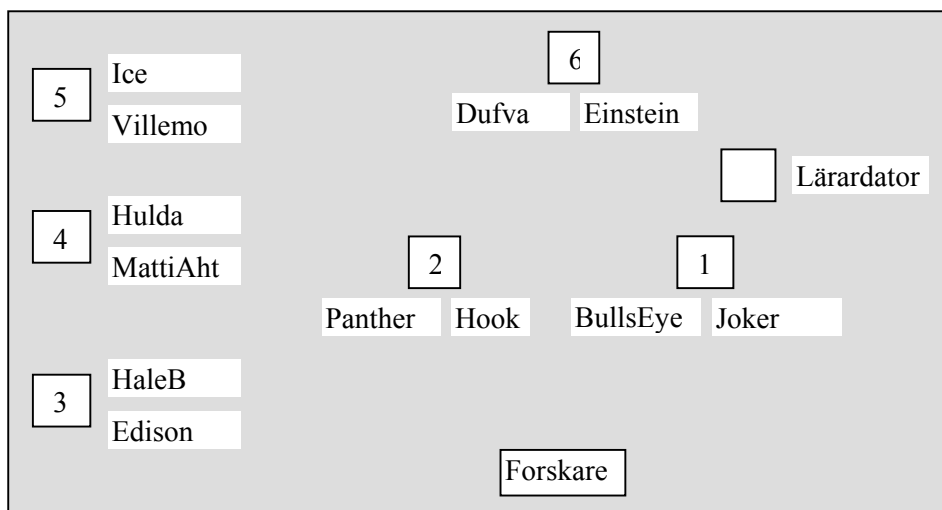 6
Ice
5
Dufva Einstein
Villemo
Lärardator
Hulda
4
MattiAht
2
1
Panther Hook BullsEye Joker
HaleB
3
Edison
Forskare